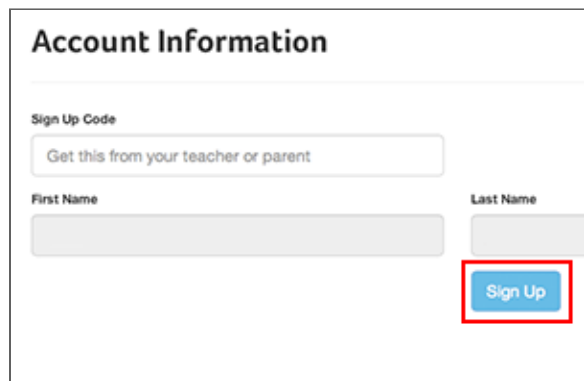 Account Information
Sign Up Code
Get this from your teacher or parent
First Name
Last Name
Sign Up